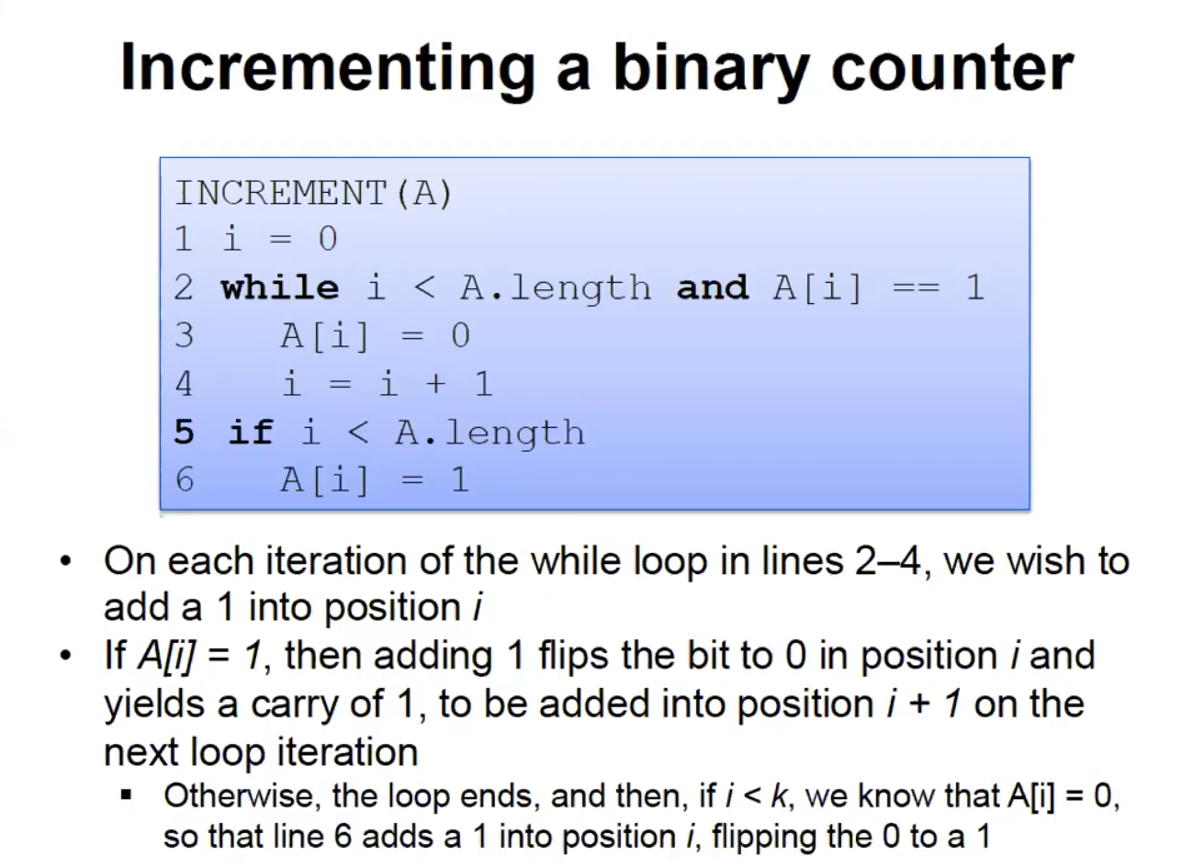 Incrementing a binary counter
INCREMENT(A)
1 i = 0
2 while i < A.length and A[i] == 1
3 A[i] = 0
4 i = i + 1
5 if i < A.length
6 A[i] = 1
• On each iteration of the while loop in lines 2–4, we wish to
add a 1 into position i
• If A[i] = 1, then adding 1 flips the bit to 0 in position i and
yields a carry of 1, to be added into position i + 1 on the
next loop iteration
▪ Otherwise, the loop ends, and then, if i < k, we know that A[i] = 0,
so that line 6 adds a 1 into position i, flipping the 0 to a 1